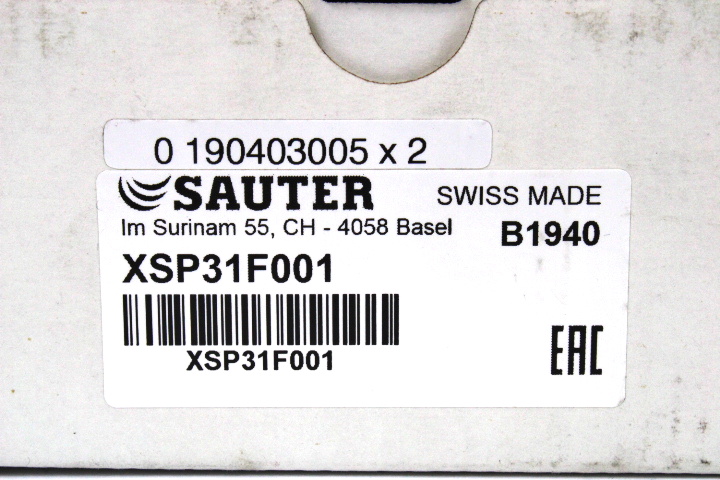 0 190403005 x 2
SAUTER SWISS MADE
Im Surinam 55, CH - 4058 Basel B1940
XSP31F001
XSP31F001
EAC